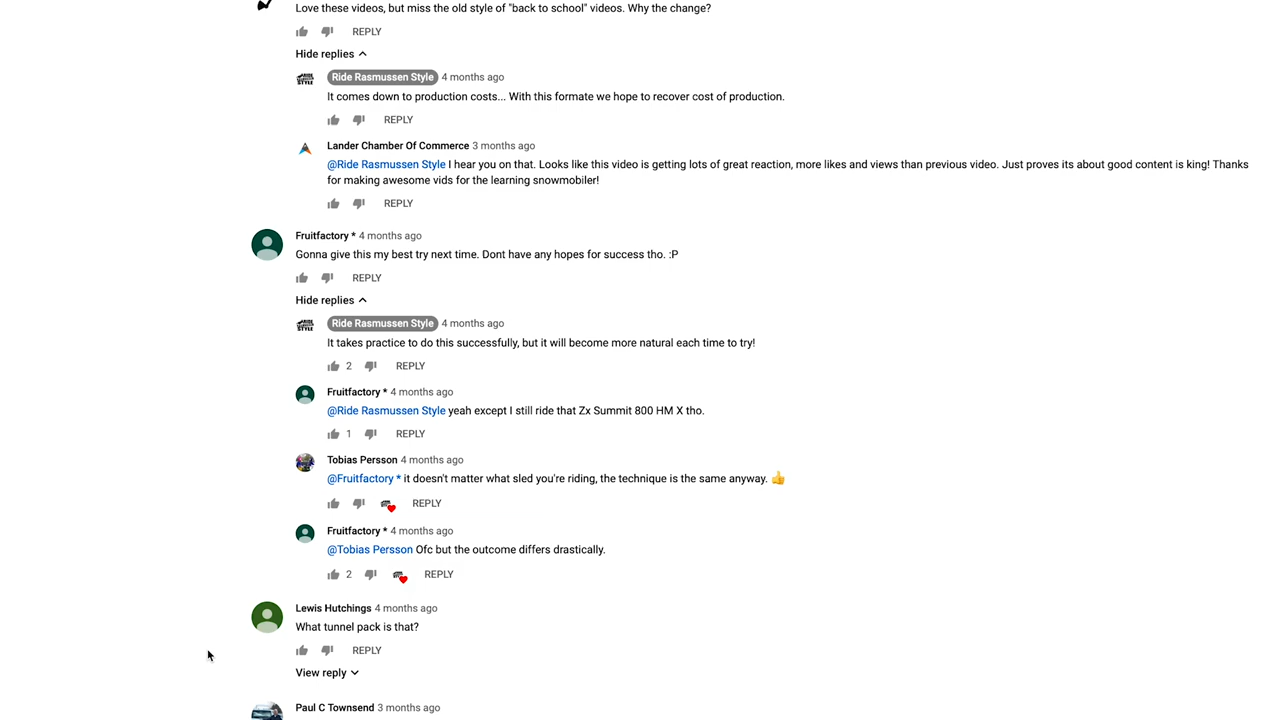 Love these videos, but miss the old style of "back to school" videos. Why the change?
REPLY
Hide replies
Ride Rasmussen Style 4 months ago
It comes down to production costs... With this formate we hope to recover cost of production.
REPLY
Lander Chamber Of Commerce 3 months ago
@Ride Rasmussen Style I hear you on that. Looks like this video is getting lots of great reaction, more likes and views than previous video. Just proves its about good content is king! Thanks
for making awesome vids for the learning snowmobiler!
REPLY
Fruitfactory * 4 months ago
Gonna give this my best try next time. Dont have any hopes for success tho. :P
REPLY
Hide replies
Ride Rasmussen Style 4 months ago
It takes practice to do this successfully, but it will become more natural each time to try!
2 REPLY
Fruitfactory * 4 months ago
@Ride Rasmussen Style yeah except I still ride that Zx Summit 800 HM X tho.
1 REPLY
Tobias Persson 4 months ago
@Fruitfactory * it doesn't matter what sled you're riding, the technique is the same anyway. 👍
REPLY
Fruitfactory * 4 months ago
@Tobias Persson Ofc but the outcome differs drastically.
2 REPLY
Lewis Hutchings 4 months ago
What tunnel pack is that?
REPLY
View reply
Paul C Townsend 3 months ago